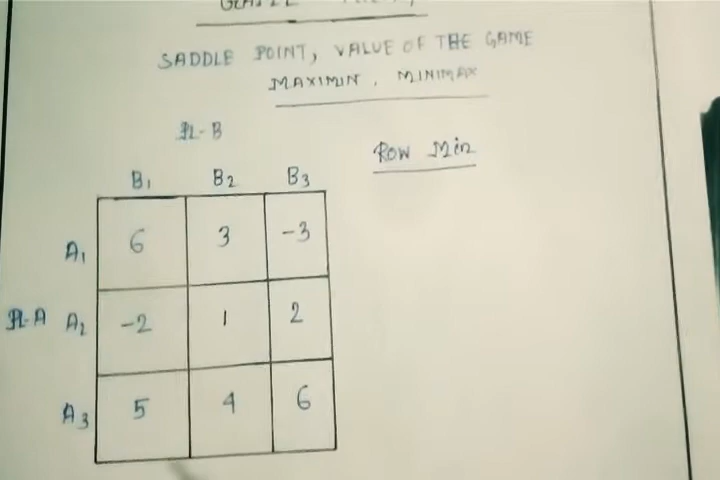 SADDLE POINT, VALUE OF THE GAME
MAXIMIN, MINIMAX
PL-B
Row Min
B1 B2 B3
A1 6 3 -3
PL-A A2 -2 1 2
A3 5 4 6